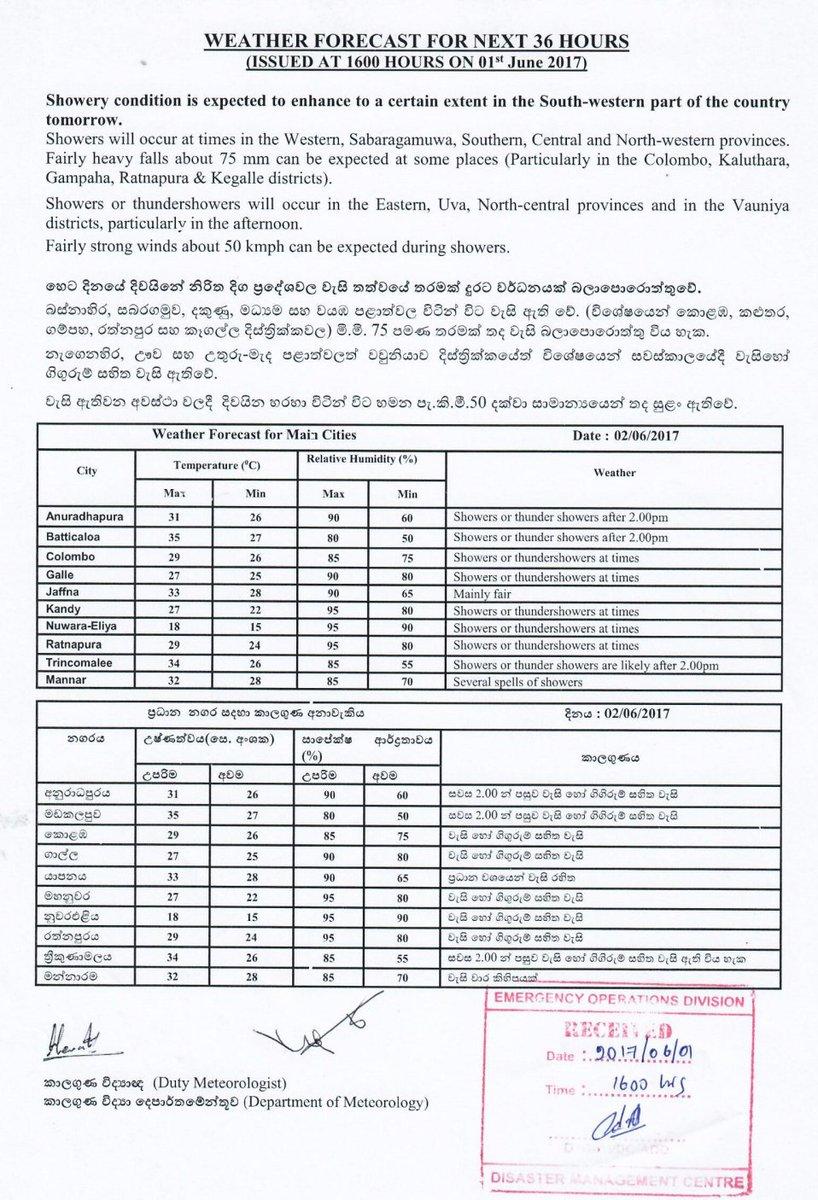 WEATHER FORECAST FOR NEXT 36 HOURS
(ISSUED AT 1600 HOURS ON 01st June 2017)
Showery condition is expected to enhance to a certain extent in the South-western part of the country
tomorrow.
Showers will occur at times in the Western, Sabaragamuwa, Southern, Central and North-western provinces.
Fairly heavy falls about 75 mm can be expected at some places (Particularly in the Colombo, Kaluthara,
Gampaha, Ratnapura & Kegalle districts).
Showers or thundershowers will occur in the Eastern, Uva, North-central provinces and in the Vauniya
districts, particularly in the afternoon.
Fairly strong winds about 50 kmph can be expected during showers.
හෙට දිනයේ දිවයිනේ නිරිත දිග ප්‍රදේශවල වැසි තත්වයේ තරමක් දුරට වර්ධනයක් බලාපොරොත්තුවේ.
බස්නාහිර, සබරගමුව, දකුණු, මධ්‍යම සහ වයඹ පළාත්වල විටින් විට වැසි ඇති වේ. (විශේෂයෙන් කොළඹ, කළුතර,
ගම්පහ, රත්නපුර සහ කෑගල්ල දිස්ත්‍රික්කවල) මි.මී. 75 පමණ තරමක් තද වැසි බලාපොරොත්තු විය හැක.
නැගෙනහිර, ඌව සහ උතුරු-මැද පළාත්වලත් වවුනියාව දිස්ත්‍රික්කයේත් විශේෂයෙන් සවස්කාලයේදී වැසිහෝ
ගිගුරුම් සහිත වැසි ඇතිවේ.
වැසි ඇතිවන අවස්ථා වලදී දිවයින හරහා විටින් විට හමන පැ.කි.මී.50 දක්වා සාමාන්‍යයෙන් තද සුළං ඇතිවේ.
Weather Forecast for Main Cities Date : 02/06/2017
City Temperature (⁰C) Relative Humidity (%) Weather
Max Min Max Min
Anuradhapura 31 26 90 60 Showers or thunder showers after 2.00pm
Batticaloa 35 27 80 50 Showers or thunder showers after 2.00pm
Colombo 29 26 85 75 Showers or thundershowers at times
Galle 27 25 90 80 Showers or thundershowers at times
Jaffna 33 28 90 65 Mainly fair
Kandy 27 22 95 80 Showers or thundershowers at times
Nuwara-Eliya 18 15 95 90 Showers or thundershowers at times
Ratnapura 29 24 95 80 Showers or thundershowers at times
Trincomalee 34 26 85 55 Showers or thunder showers are likely after 2.00pm
Mannar 32 28 85 70 Several spells of showers
ප්‍රධාන නගර සදහා කාලගුණ අනාවැකිය දිනය : 02/06/2017
නගරය උෂ්ණත්වය(සෙ. අංශක) සාපේක්ෂ ආර්ද්‍රතාවය
(%) කාලගුණය
උපරිම අවම උපරිම අවම
අනුරාධපුරය 31 26 90 60 සවස 2.00 න් පසුව වැසි හෝ ගිගිරුම් සහිත වැසි
මඩකලපුව 35 27 80 50 සවස 2.00 න් පසුව වැසි හෝ ගිගිරුම් සහිත වැසි
කොළඹ 29 26 85 75 වැසි හෝ ගිගුරුම් සහිත වැසි
ගාල්ල 27 25 90 80 වැසි හෝ ගිගුරුම් සහිත වැසි
යාපනය 33 28 90 65 ප්‍රධාන වශයෙන් වැසි රහිත
මහනුවර 27 22 95 80 වැසි හෝ ගිගුරුම් සහිත වැසි
නුවරඑළිය 18 15 95 90 වැසි හෝ ගිගුරුම් සහිත වැසි
රත්නපුරය 29 24 95 80 වැසි හෝ ගිගුරුම් සහිත වැසි
ත්‍රිකුණාමලය 34 26 85 55 සවස 2.00 න් පසුව වැසි හෝ ගිගිරුම් සහිත වැසි ඇති විය හැක
මන්නාරම 32 28 85 70 වැසි වාර කිහිපයක්
කාලගුණ විද්‍යාඥ (Duty Meteorologist)
කාලගුණ විද්‍යා දෙපාර්තමේන්තුව (Department of Meteorology)
EMERGENCY OPERATIONS DIVISION
RECEIVED
Date : 2017/06/01
Time : 1600 hrs
DISASTER MANAGEMENT CENTRE